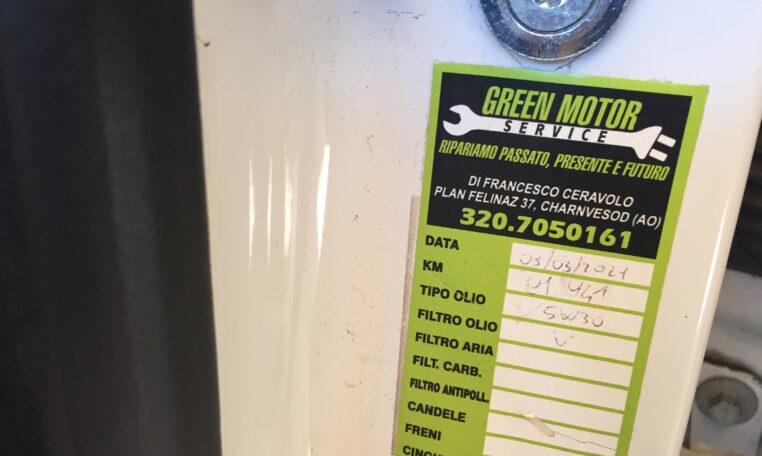 GREEN MOTOR
SERVICE
RIPARIAMO PASSATO, PRESENTE E FUTURO
DI FRANCESCO CERAVOLO
PLAN FELINAZ 37, CHARNVESOD (AO)
320.7050161
DATA 03/03/2021
KM
TIPO OLIO 5W30
FILTRO OLIO V
FILTRO ARIA
FILT. CARB.
FILTRO ANTIPOLL.
CANDELE
FRENI